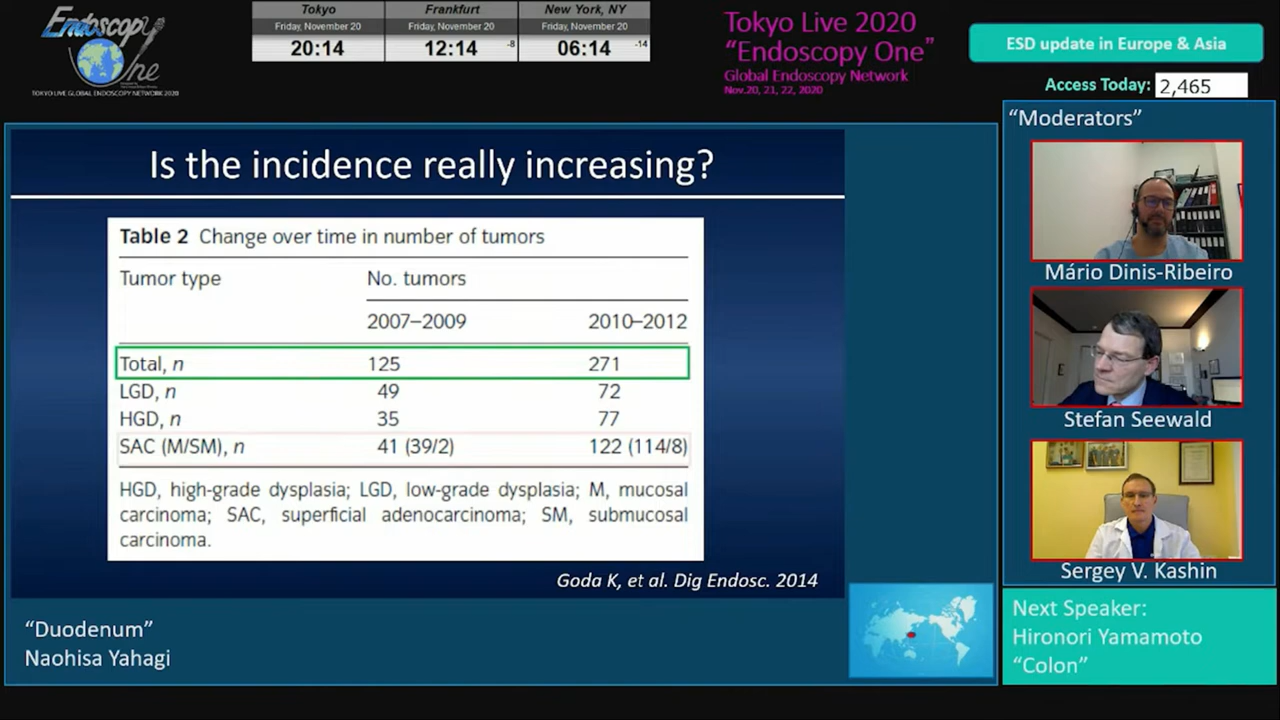 Endoscopy
One
TOKYO LIVE GLOBAL ENDOSCOPY NETWORK 2020
Tokyo
Friday, November 20
20:14
Frankfurt
Friday, November 20
12:14
-8
New York, NY
Friday, November 20
06:14
-14
Tokyo Live 2020
“Endoscopy One”
Global Endoscopy Network
Nov.20, 21, 22, 2020
ESD update in Europe & Asia
Access Today: 2,465
Is the incidence really increasing?
Table 2 Change over time in number of tumors
Tumor type No. tumors
2007–2009 2010–2012
Total, n 125 271
LGD, n 49 72
HGD, n 35 77
SAC (M/SM), n 41 (39/2) 122 (114/8)
HGD, high-grade dysplasia; LGD, low-grade dysplasia; M, mucosal
carcinoma; SAC, superficial adenocarcinoma; SM, submucosal
carcinoma.
Goda K, et al. Dig Endosc. 2014
“Duodenum”
Naohisa Yahagi
“Moderators”
Mário Dinis-Ribeiro
Stefan Seewald
Sergey V. Kashin
Next Speaker:
Hironori Yamamoto
“Colon”